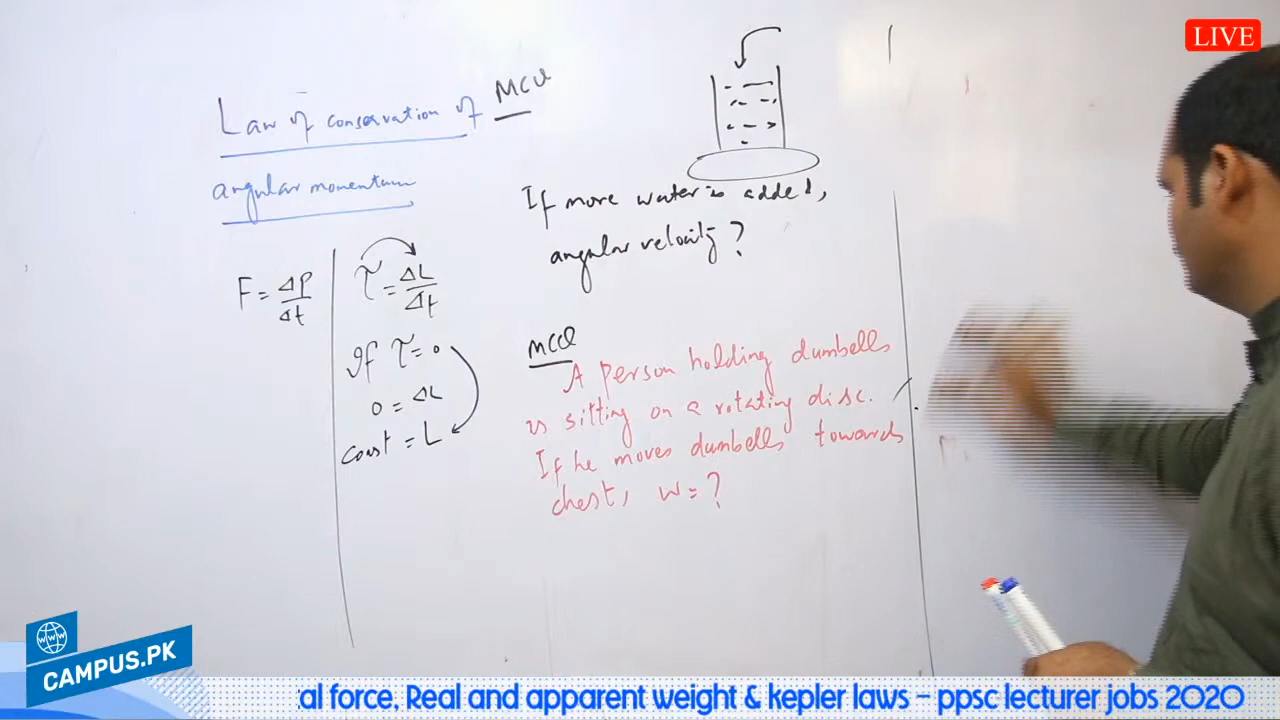 LIVE
Law of conservation of
angular momentum
F = ΔP/Δt
τ = ΔL/Δt
If τ = 0
0 = ΔL
const = L
MCQ
If more water is added,
angular velocity ?
MCQ
A person holding dumbells
is sitting on a rotating disc.
If he moves dumbells towards
chest, w = ?
WWW
CAMPUS.PK
al force, Real and apparent weight & kepler laws – ppsc lecturer jobs 2020